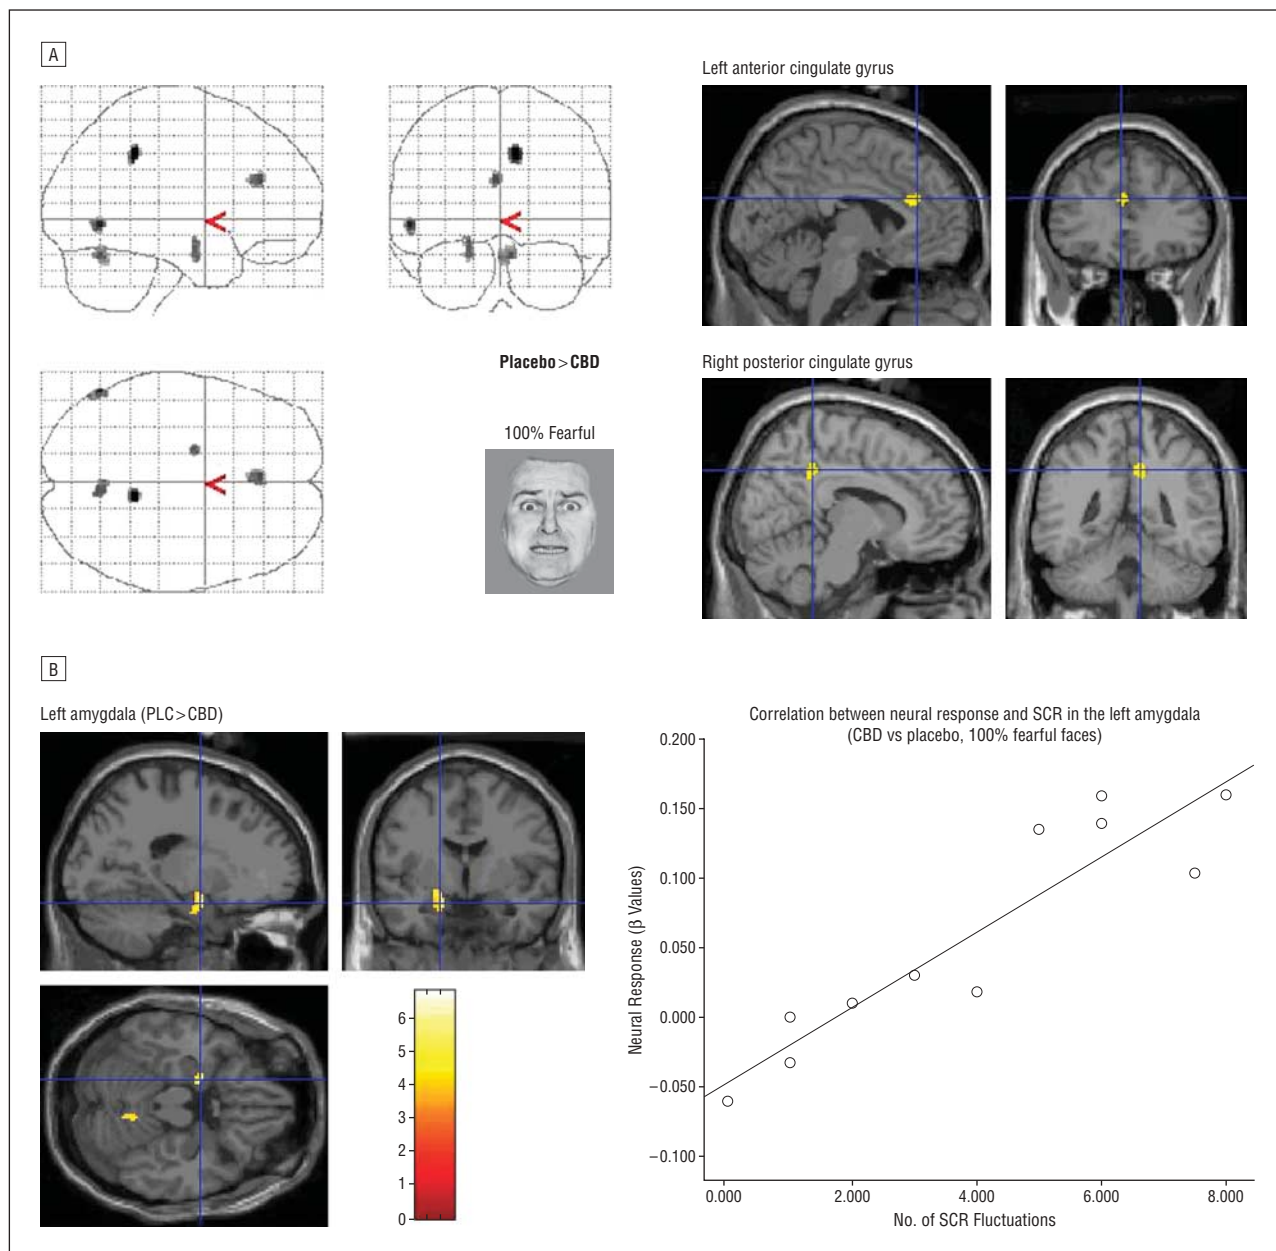 A
Left anterior cingulate gyrus
Placebo > CBD
100% Fearful
Right posterior cingulate gyrus
B
Left amygdala (PLC > CBD)
6
5
4
3
2
1
0
Correlation between neural response and SCR in the left amygdala
(CBD vs placebo, 100% fearful faces)
Neural Response (β Values)
0.200
0.150
0.100
0.050
0.000
−0.050
−0.100
0.000 2.000 4.000 6.000 8.000
No. of SCR Fluctuations